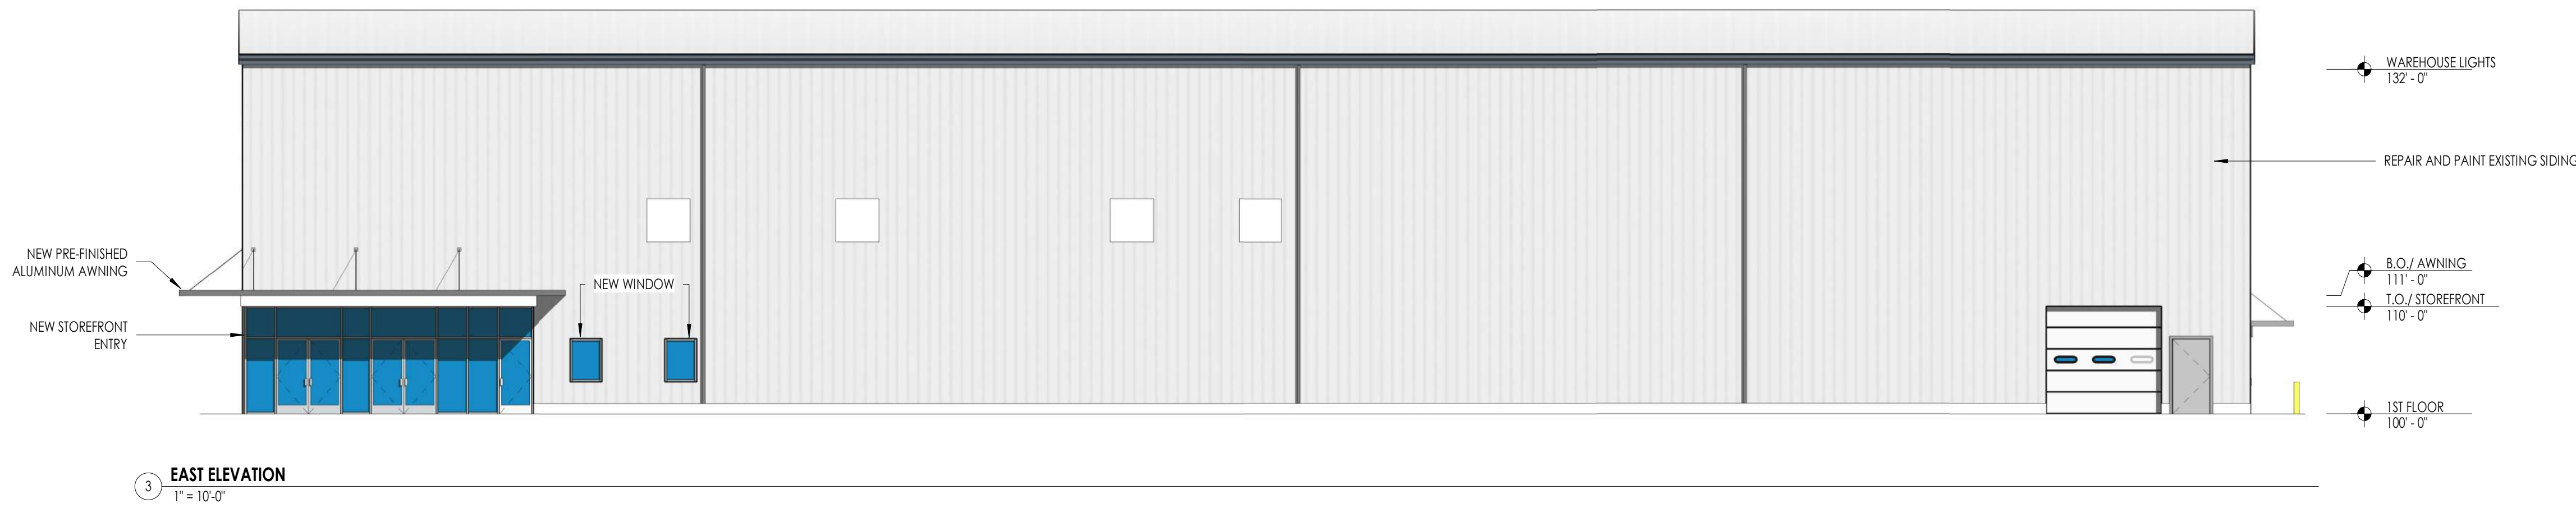 WAREHOUSE LIGHTS
132' - 0"
REPAIR AND PAINT EXISTING SIDING
NEW PRE-FINISHED
ALUMINUM AWNING
NEW WINDOW
B.O./ AWNING
111' - 0"
T.O./ STOREFRONT
110' - 0"
NEW STOREFRONT
ENTRY
1ST FLOOR
100' - 0"
3
EAST ELEVATION
1" = 10'-0"